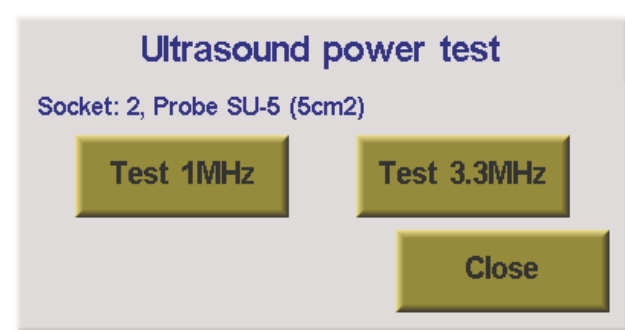 Ultrasound power test
Socket: 2, Probe SU-5 (5cm2)
Test 1MHz
Test 3.3MHz
Close